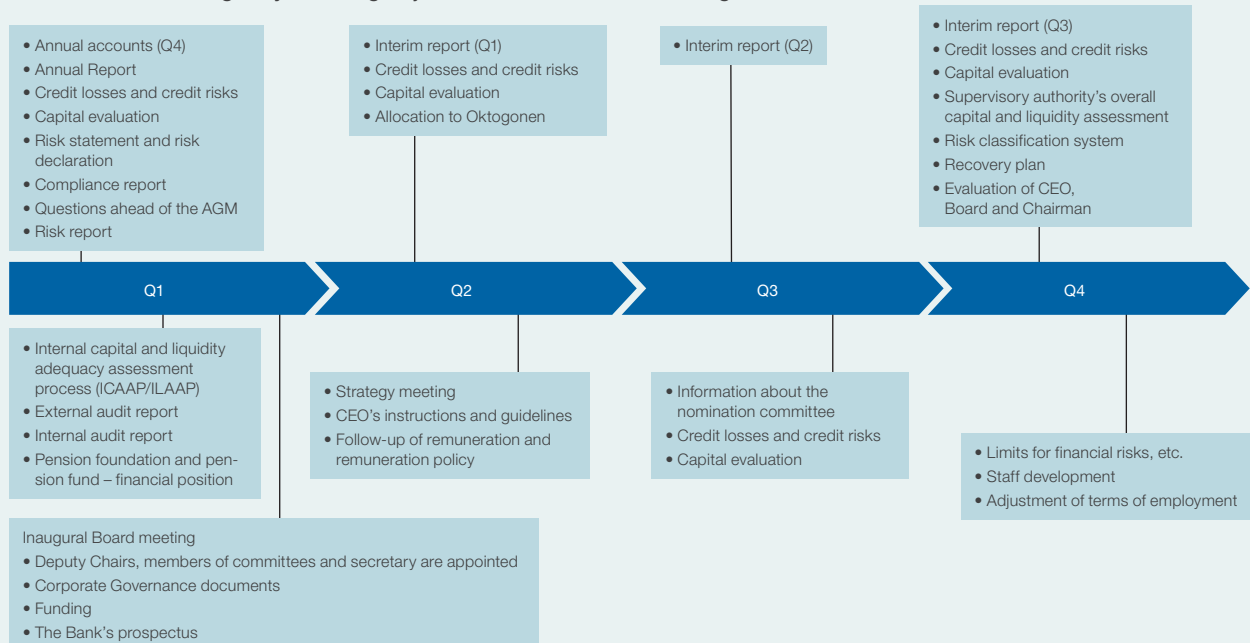 • Annual accounts (Q4)
• Annual Report
• Credit losses and credit risks
• Capital evaluation
• Risk statement and risk
declaration
• Compliance report
• Questions ahead of the AGM
• Risk report
• Interim report (Q1)
• Credit losses and credit risks
• Capital evaluation
• Allocation to Oktogonen
• Interim report (Q2)
• Interim report (Q3)
• Credit losses and credit risks
• Capital evaluation
• Supervisory authority's overall
capital and liquidity assessment
• Risk classification system
• Recovery plan
• Evaluation of CEO,
Board and Chairman
Q1
Q2
Q3
Q4
• Internal capital and liquidity
adequacy assessment
process (ICAAP/ILAAP)
• External audit report
• Internal audit report
• Pension foundation and pen-
sion fund – financial position
• Strategy meeting
• CEO's instructions and guidelines
• Follow-up of remuneration and
remuneration policy
• Information about the
nomination committee
• Credit losses and credit risks
• Capital evaluation
• Limits for financial risks, etc.
• Staff development
• Adjustment of terms of employment
Inaugural Board meeting
• Deputy Chairs, members of committees and secretary are appointed
• Corporate Governance documents
• Funding
• The Bank's prospectus